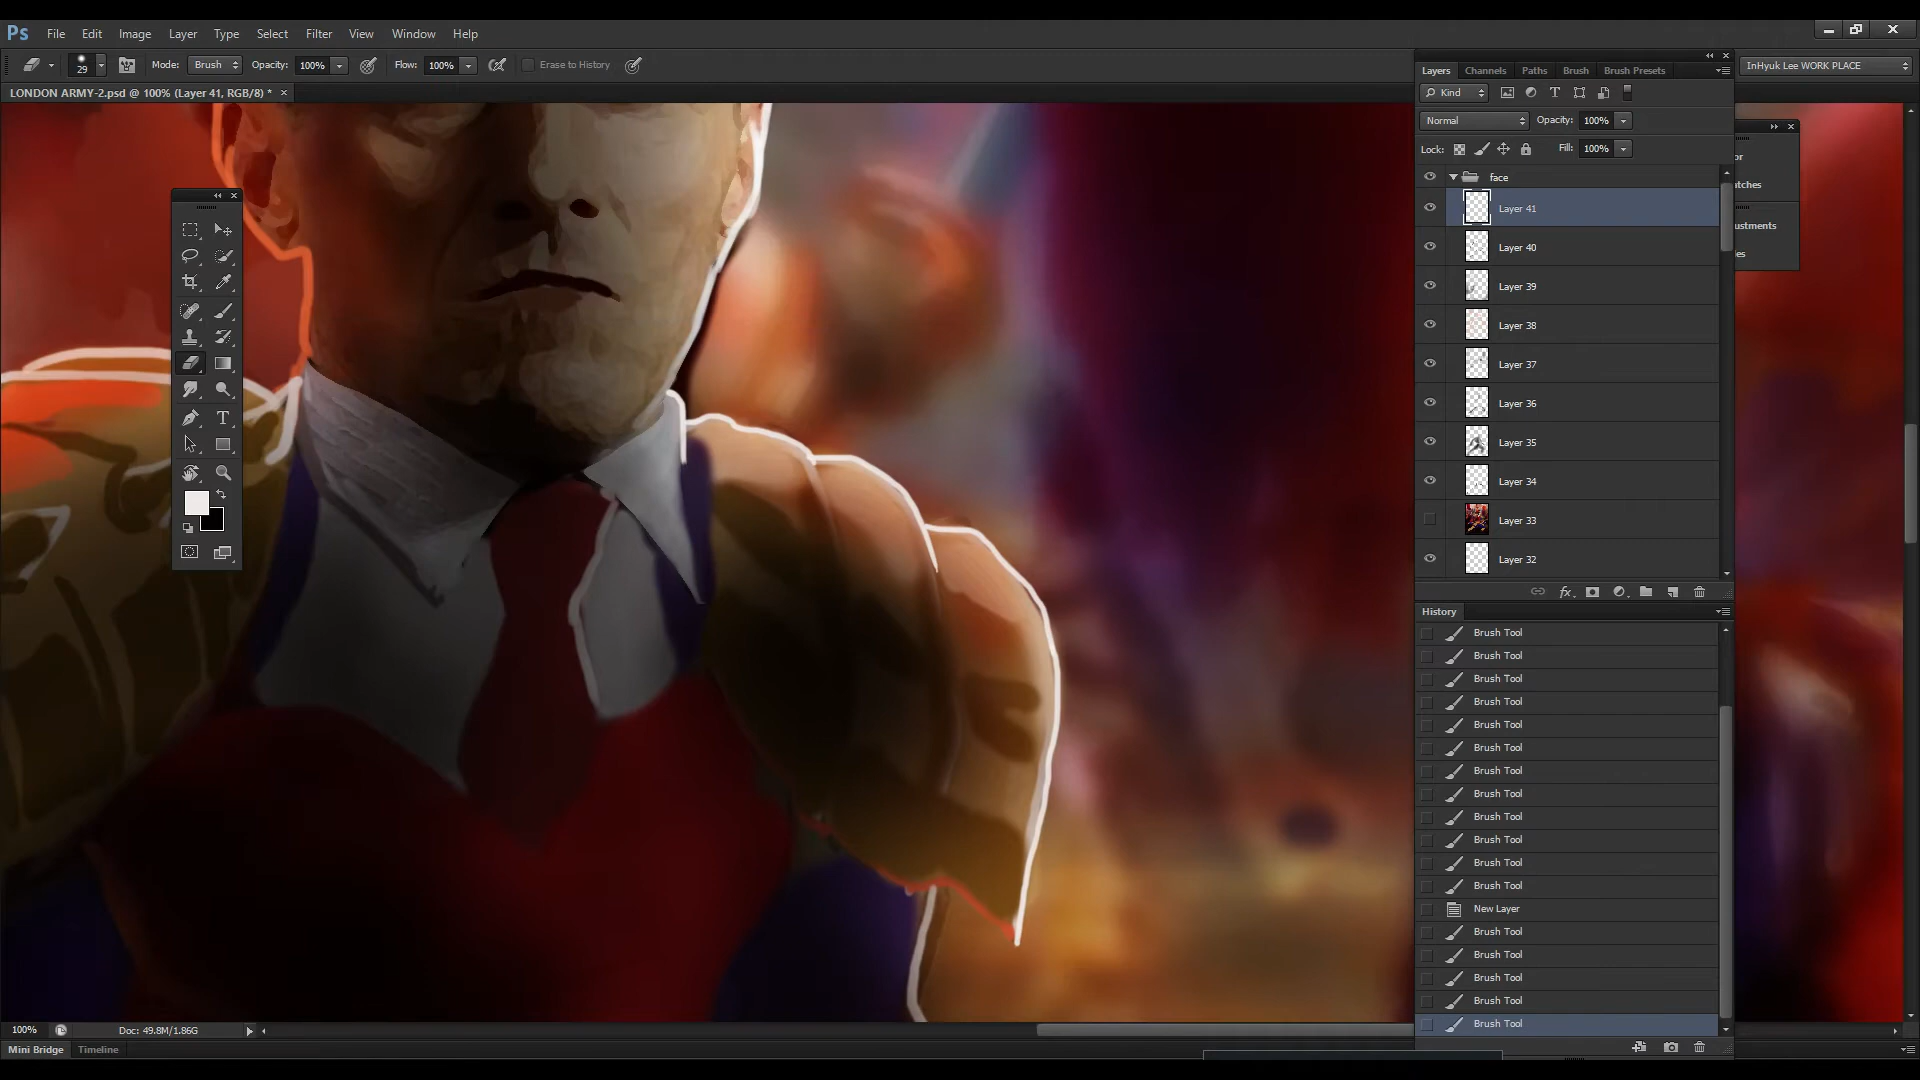 Ps File Edit Image Layer Type Select Filter View Window Help
29 Mode: Brush Opacity: 100% Flow: 100% Erase to History
InHyuk Lee WORK PLACE
LONDON ARMY-2.psd @ 100% (Layer 41, RGB/8) * ×
Layers Channels Paths Brush Brush Presets
Kind
Normal Opacity: 100%
Lock: Fill: 100%
face
Layer 41
Layer 40
Layer 39
Layer 38
Layer 37
Layer 36
Layer 35
Layer 34
Layer 33
Layer 32
or
atches
ustments
es
History
Brush Tool
Brush Tool
Brush Tool
Brush Tool
Brush Tool
Brush Tool
Brush Tool
Brush Tool
Brush Tool
Brush Tool
Brush Tool
Brush Tool
New Layer
Brush Tool
Brush Tool
Brush Tool
Brush Tool
Brush Tool
100% Doc: 49.8M/1.86G
Mini Bridge Timeline